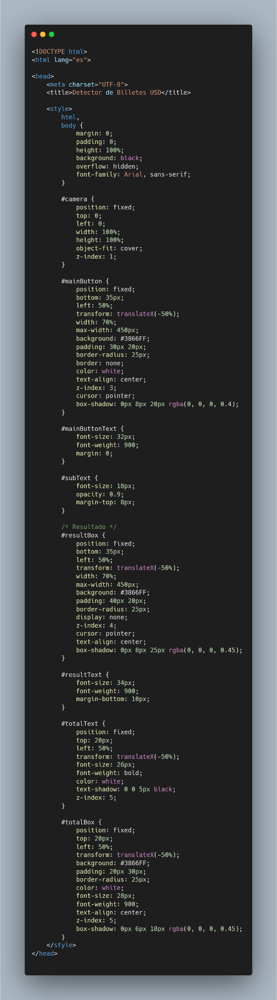 <!DOCTYPE html>
<html lang="es">

<head>
    <meta charset="UTF-8">
    <title>Detector de Billetes USD</title>

    <style>
        html,
        body {
            margin: 0;
            padding: 0;
            height: 100%;
            background: black;
            overflow: hidden;
            font-family: Arial, sans-serif;
        }

        #camera {
            position: fixed;
            top: 0;
            left: 0;
            width: 100%;
            height: 100%;
            object-fit: cover;
            z-index: 1;
        }

        #mainButton {
            position: fixed;
            bottom: 35px;
            left: 50%;
            transform: translateX(-50%);
            width: 70%;
            max-width: 450px;
            background: #3866FF;
            padding: 30px 20px;
            border-radius: 25px;
            border: none;
            color: white;
            text-align: center;
            z-index: 3;
            cursor: pointer;
            box-shadow: 0px 8px 20px rgba(0, 0, 0, 0.4);
        }

        #mainButtonText {
            font-size: 32px;
            font-weight: 900;
            margin: 0;
        }

        #subText {
            font-size: 18px;
            opacity: 0.9;
            margin-top: 8px;
        }

        /* Resultado */
        #resultBox {
            position: fixed;
            bottom: 35px;
            left: 50%;
            transform: translateX(-50%);
            width: 70%;
            max-width: 450px;
            background: #3866FF;
            padding: 40px 20px;
            border-radius: 25px;
            display: none;
            z-index: 4;
            cursor: pointer;
            text-align: center;
            box-shadow: 0px 8px 25px rgba(0, 0, 0, 0.45);
        }

        #resultText {
            font-size: 34px;
            font-weight: 900;
            margin-bottom: 10px;
        }

        #totalText {
            position: fixed;
            top: 20px;
            left: 50%;
            transform: translateX(-50%);
            font-size: 26px;
            font-weight: bold;
            color: white;
            text-shadow: 0 0 5px black;
            z-index: 5;
        }

        #totalBox {
            position: fixed;
            top: 20px;
            left: 50%;
            transform: translateX(-50%);
            background: #3866FF;
            padding: 20px 30px;
            border-radius: 25px;
            color: white;
            font-size: 28px;
            font-weight: 900;
            text-align: center;
            z-index: 5;
            box-shadow: 0px 6px 18px rgba(0, 0, 0, 0.45);
        }
    </style>
</head>